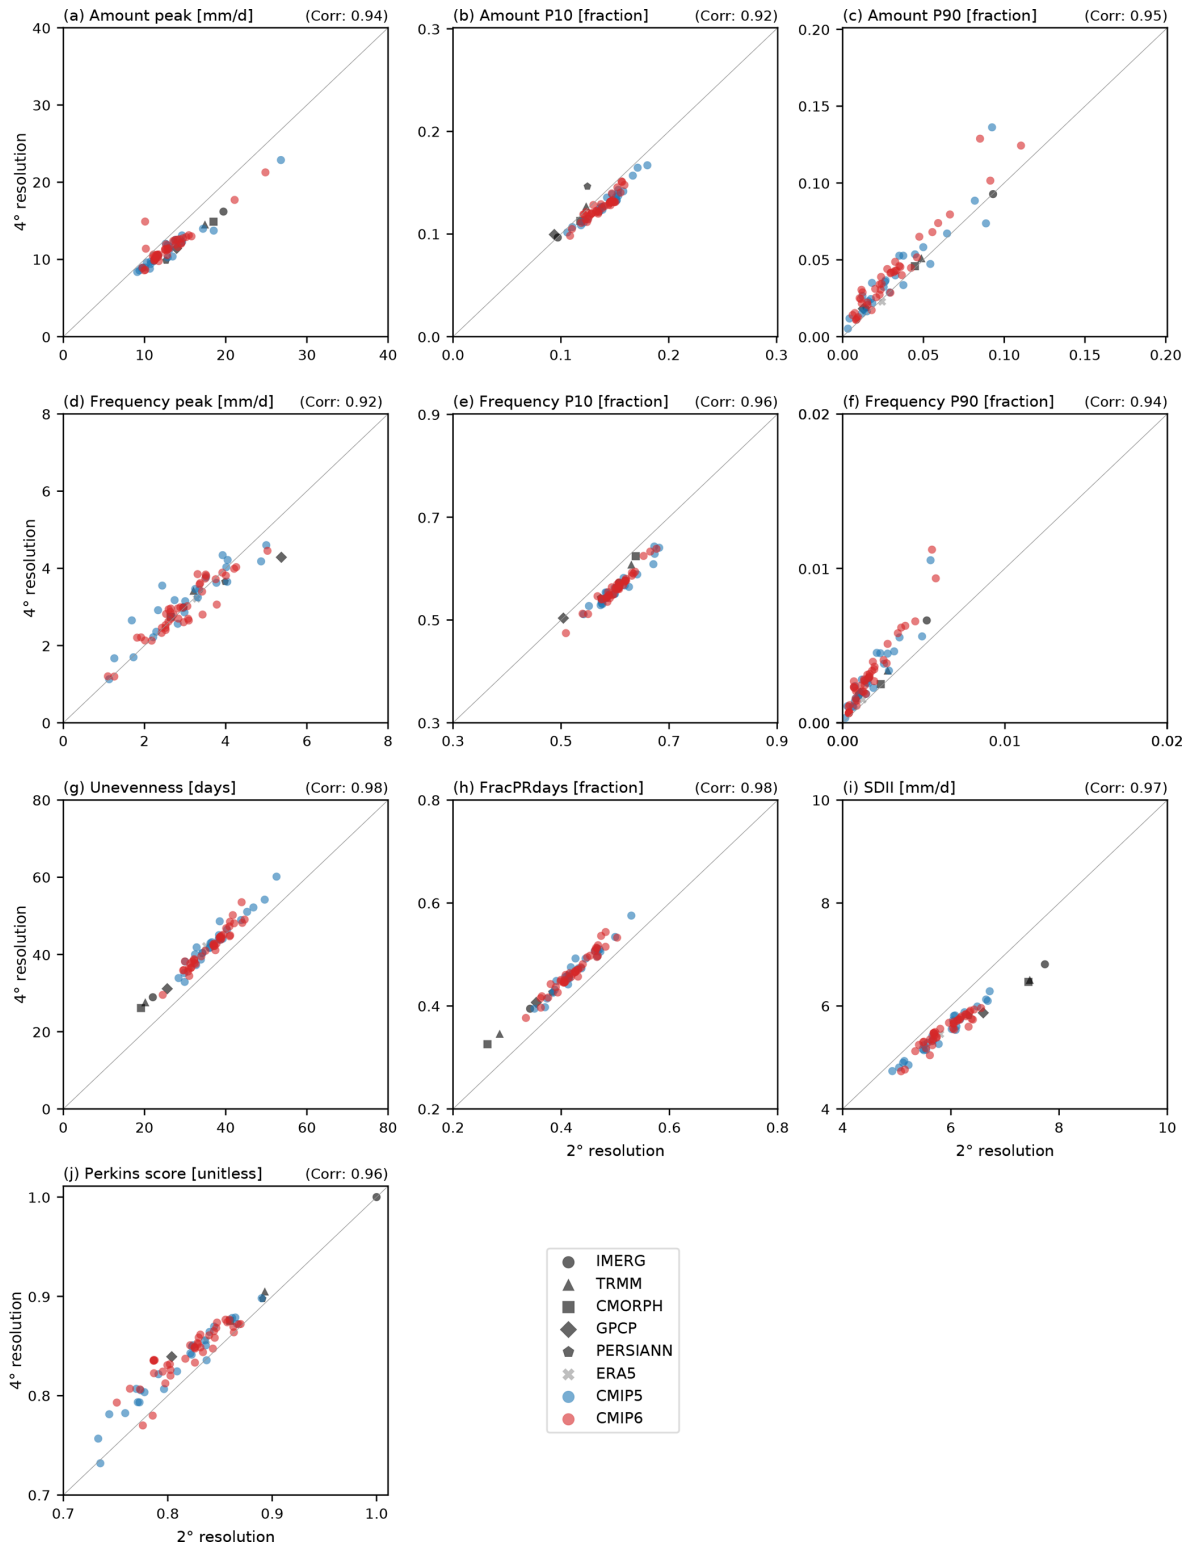 (a) Amount peak [mm/d] (Corr: 0.94)
40
30
20
10
0
0 10 20 30 40
4° resolution
(b) Amount P10 [fraction] (Corr: 0.92)
0.3
0.2
0.1
0.0
0.0 0.1 0.2 0.3
(c) Amount P90 [fraction] (Corr: 0.95)
0.20
0.15
0.10
0.05
0.00
0.00 0.05 0.10 0.15 0.20
(d) Frequency peak [mm/d] (Corr: 0.92)
8
6
4
2
0
0 2 4 6 8
4° resolution
(e) Frequency P10 [fraction] (Corr: 0.96)
0.9
0.7
0.5
0.3
0.3 0.5 0.7 0.9
(f) Frequency P90 [fraction] (Corr: 0.94)
0.02
0.01
0.00
0.00 0.01 0.02
(g) Unevenness [days] (Corr: 0.98)
80
60
40
20
0
0 20 40 60 80
4° resolution
(h) FracPRdays [fraction] (Corr: 0.98)
0.8
0.6
0.4
0.2
0.2 0.4 0.6 0.8
2° resolution
(i) SDII [mm/d] (Corr: 0.97)
10
8
6
4
4 6 8 10
2° resolution
(j) Perkins score [unitless] (Corr: 0.96)
1.0
0.9
0.8
0.7
0.7 0.8 0.9 1.0
4° resolution
2° resolution
IMERG
TRMM
CMORPH
GPCP
PERSIANN
ERA5
CMIP5
CMIP6